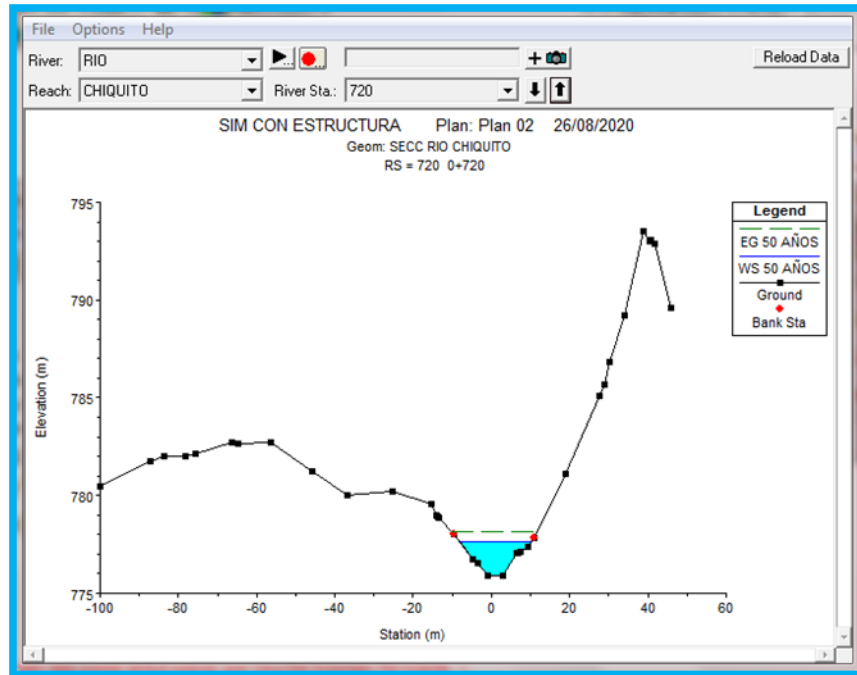 File Options Help
River: RIO Reload Data
Reach: CHIQUITO River Sta.: 720
SIM CON ESTRUCTURA Plan: Plan 02 26/08/2020
Geom: SECC RIO CHIQUITO
RS = 720 0+720
Legend
EG 50 AÑOS
WS 50 AÑOS
Ground
Bank Sta
795
790
785
780
775
Elevation (m)
-100 -80 -60 -40 -20 0 20 40 60
Station (m)